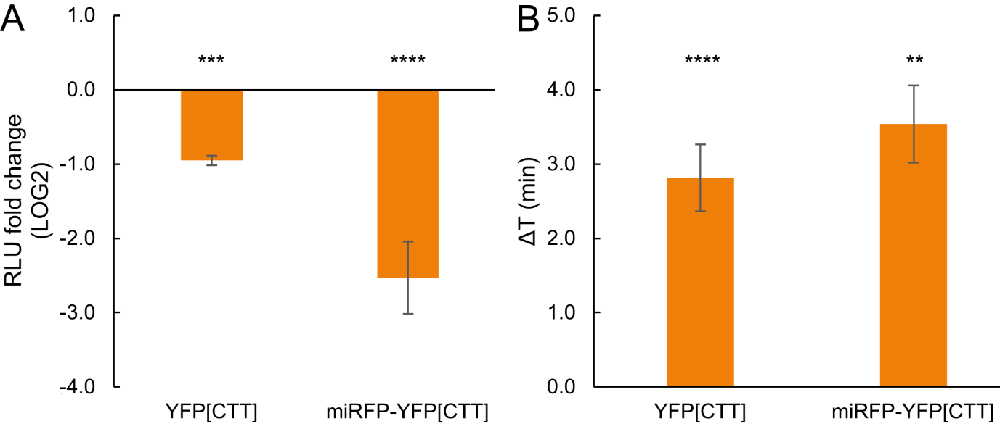 A
1.0
0.0
-1.0
-2.0
-3.0
-4.0
RLU fold change
(LOG2)
***
****
YFP[CTT]
miRFP-YFP[CTT]
B
5.0
4.0
3.0
2.0
1.0
0.0
ΔT (min)
****
**
YFP[CTT]
miRFP-YFP[CTT]